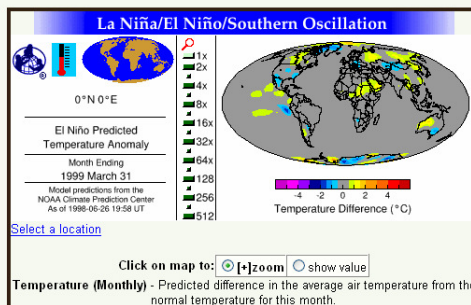 La Niña/El Niño/Southern Oscillation
0°N 0°E
El Niño Predicted
Temperature Anomaly
Month Ending
1999 March 31
Model predictions from the
NOAA Climate Prediction Center
As of 1998-06-26 19:58 UT
1x
2x
4x
8x
16x
32x
64x
128
256
512
-4 -2 0 2 4
Temperature Difference (°C)
Select a location
Click on map to: [+]zoom show value
Temperature (Monthly) - Predicted difference in the average air temperature from the
normal temperature for this month.